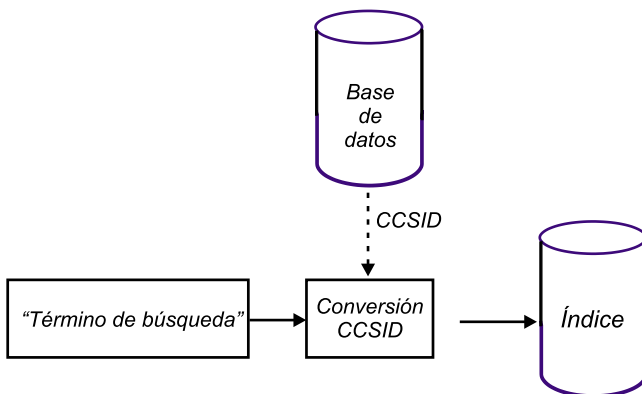 Base
de
datos
CCSID
“Término de búsqueda”
Conversión
CCSID
Índice